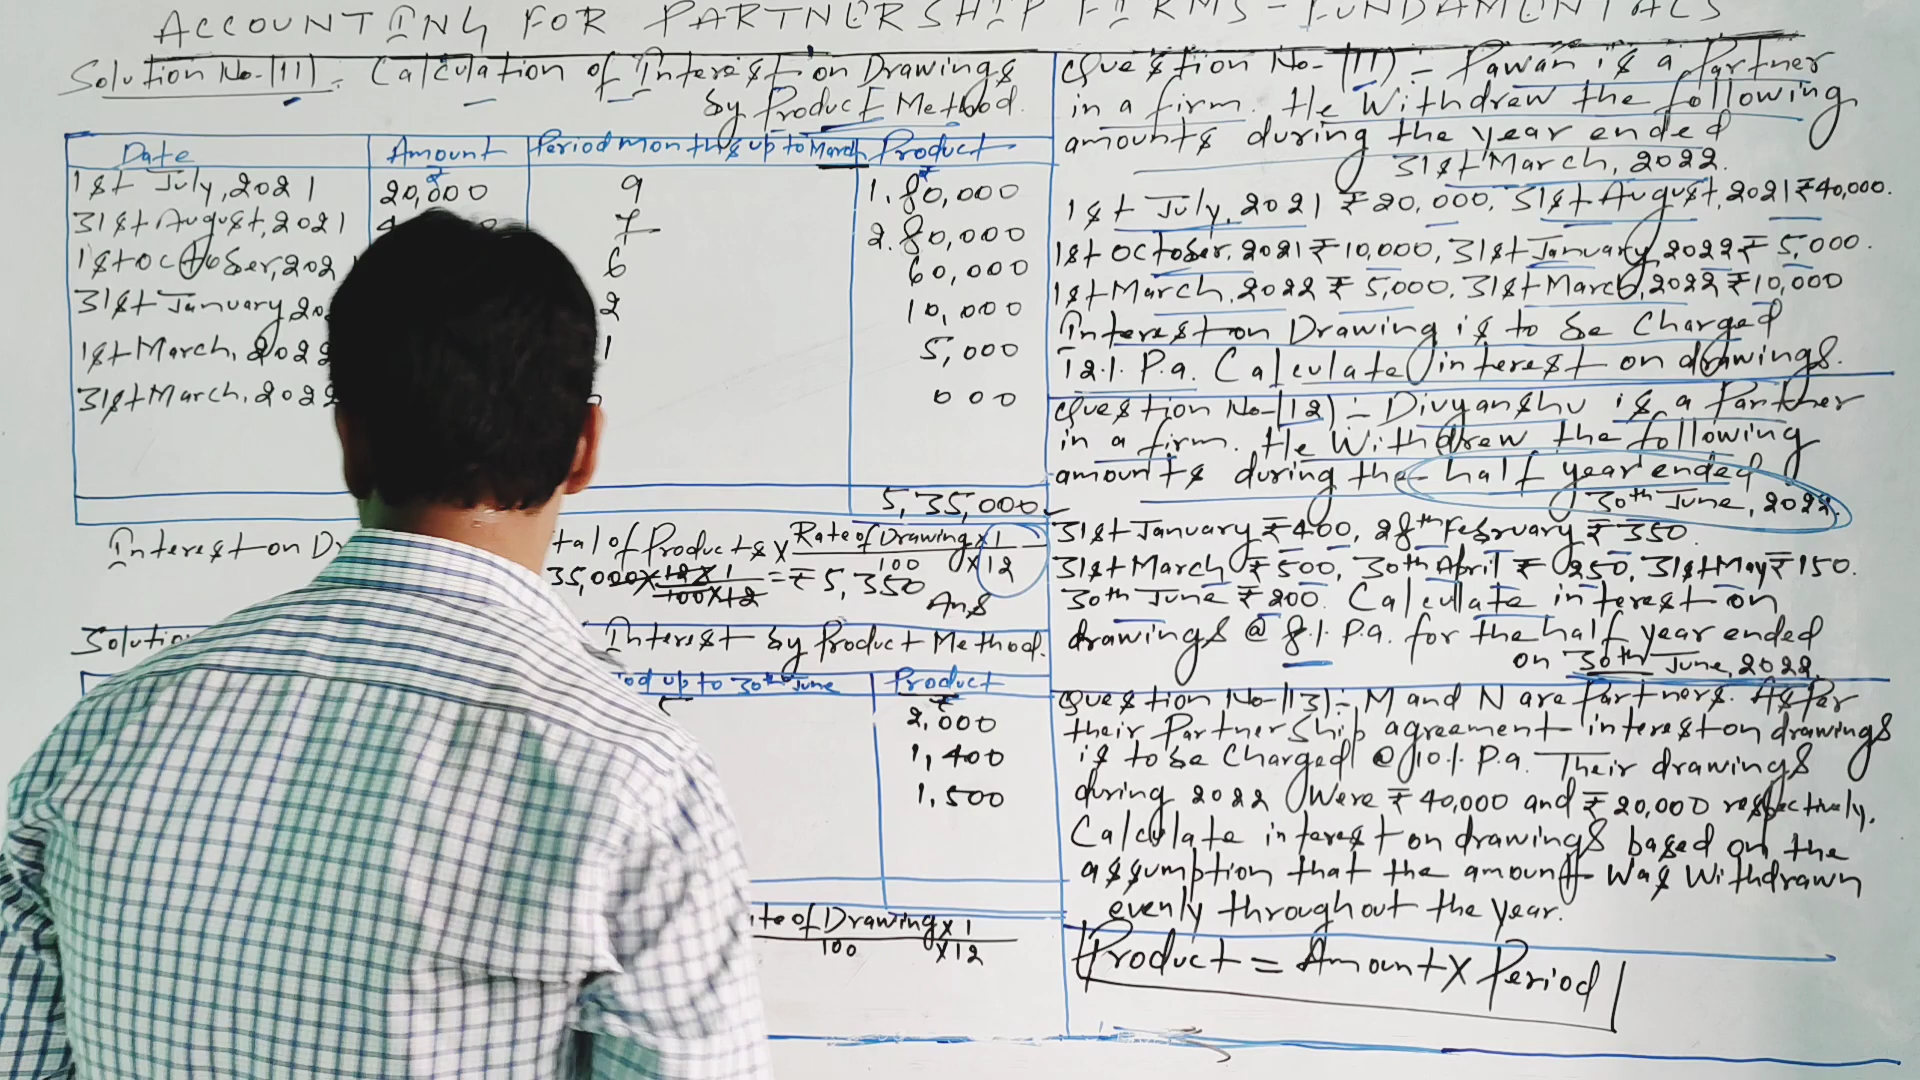 ACCOUNTING FOR PARTNERSHIP FIRMS - FUNDAMENTALS
Solution No-(11) :- Calculation of Interest on Drawings
by Product Method.
Date Amount Period months up to March Product
₹ ₹
1st July, 2021 20,000 9 1,80,000
31st August, 2021 4 7 2,80,000
1st October, 202 6 60,000
31st January, 20 2 10,000
1st March, 2022 1 5,000
31st March, 2022 000
5,35,000
Interest on Dr tal of Products X Rate of Drawing X 1
100 X 12
35,000 X 12 X 1 = ₹ 5,350
100 X 12
Ans
Solutio Interest by Product Method.
iod up to 30th June Product
₹
5 2,000
1,400
1,500
ate of Drawing X 1
100 X 12
Question No-(11) :- Pawan is a Partner
in a firm. He Withdrew the following
amounts during the year ended
31st March, 2022.
1st July, 2021 ₹ 20,000, 31st August, 2021 ₹ 40,000.
1st October, 2021 ₹ 10,000, 31st January, 2022 ₹ 5,000.
1st March, 2022 ₹ 5,000, 31st March, 2022 ₹ 10,000
Interest on Drawing is to be Charged
12% P.a. Calculate interest on drawings.
Question No-(12) :- Divyanshu is a Partner
in a firm. He Withdrew the following
amounts during the half year ended
30th June, 2022.
31st January ₹ 400, 28th February ₹ 350.
31st March ₹ 500, 30th April ₹ 250, 31st May ₹ 150.
30th June ₹ 200. Calculate interest on
drawings @ 8% P.a. for the half year ended
on 30th June, 2022.
Question No-(13) :- M and N are Partners. As Per
their Partner Ship agreement interest on drawings
is to be Charged @ 10% P.a. Their drawings
during 2022 Were ₹ 40,000 and ₹ 20,000 respectively.
Calculate interest on drawings based on the
assumption that the amount Was Withdrawn
evenly throughout the year.
Product = Amount X Period